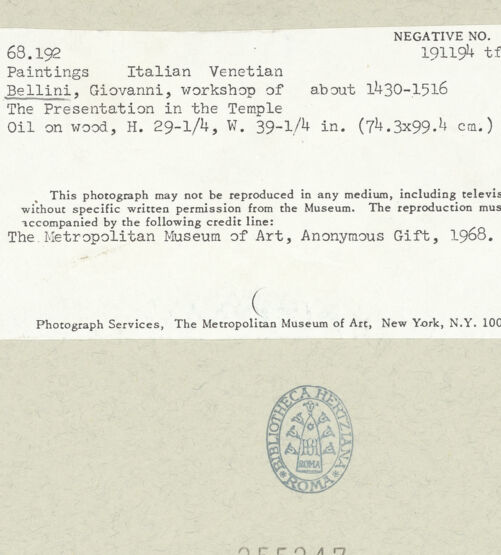 NEGATIVE NO.
68.192 191194 tf
Paintings Italian Venetian
Bellini, Giovanni, workshop of about 1430-1516
The Presentation in the Temple
Oil on wood, H. 29-1/4, W. 39-1/4 in. (74.3x99.4 cm.)
This photograph may not be reproduced in any medium, including televis
without specific written permission from the Museum. The reproduction mus
accompanied by the following credit line:
The Metropolitan Museum of Art, Anonymous Gift, 1968.
Photograph Services, The Metropolitan Museum of Art, New York, N.Y. 100
BIBLIOTHECA HERTZIANA
ROMA
ROMA